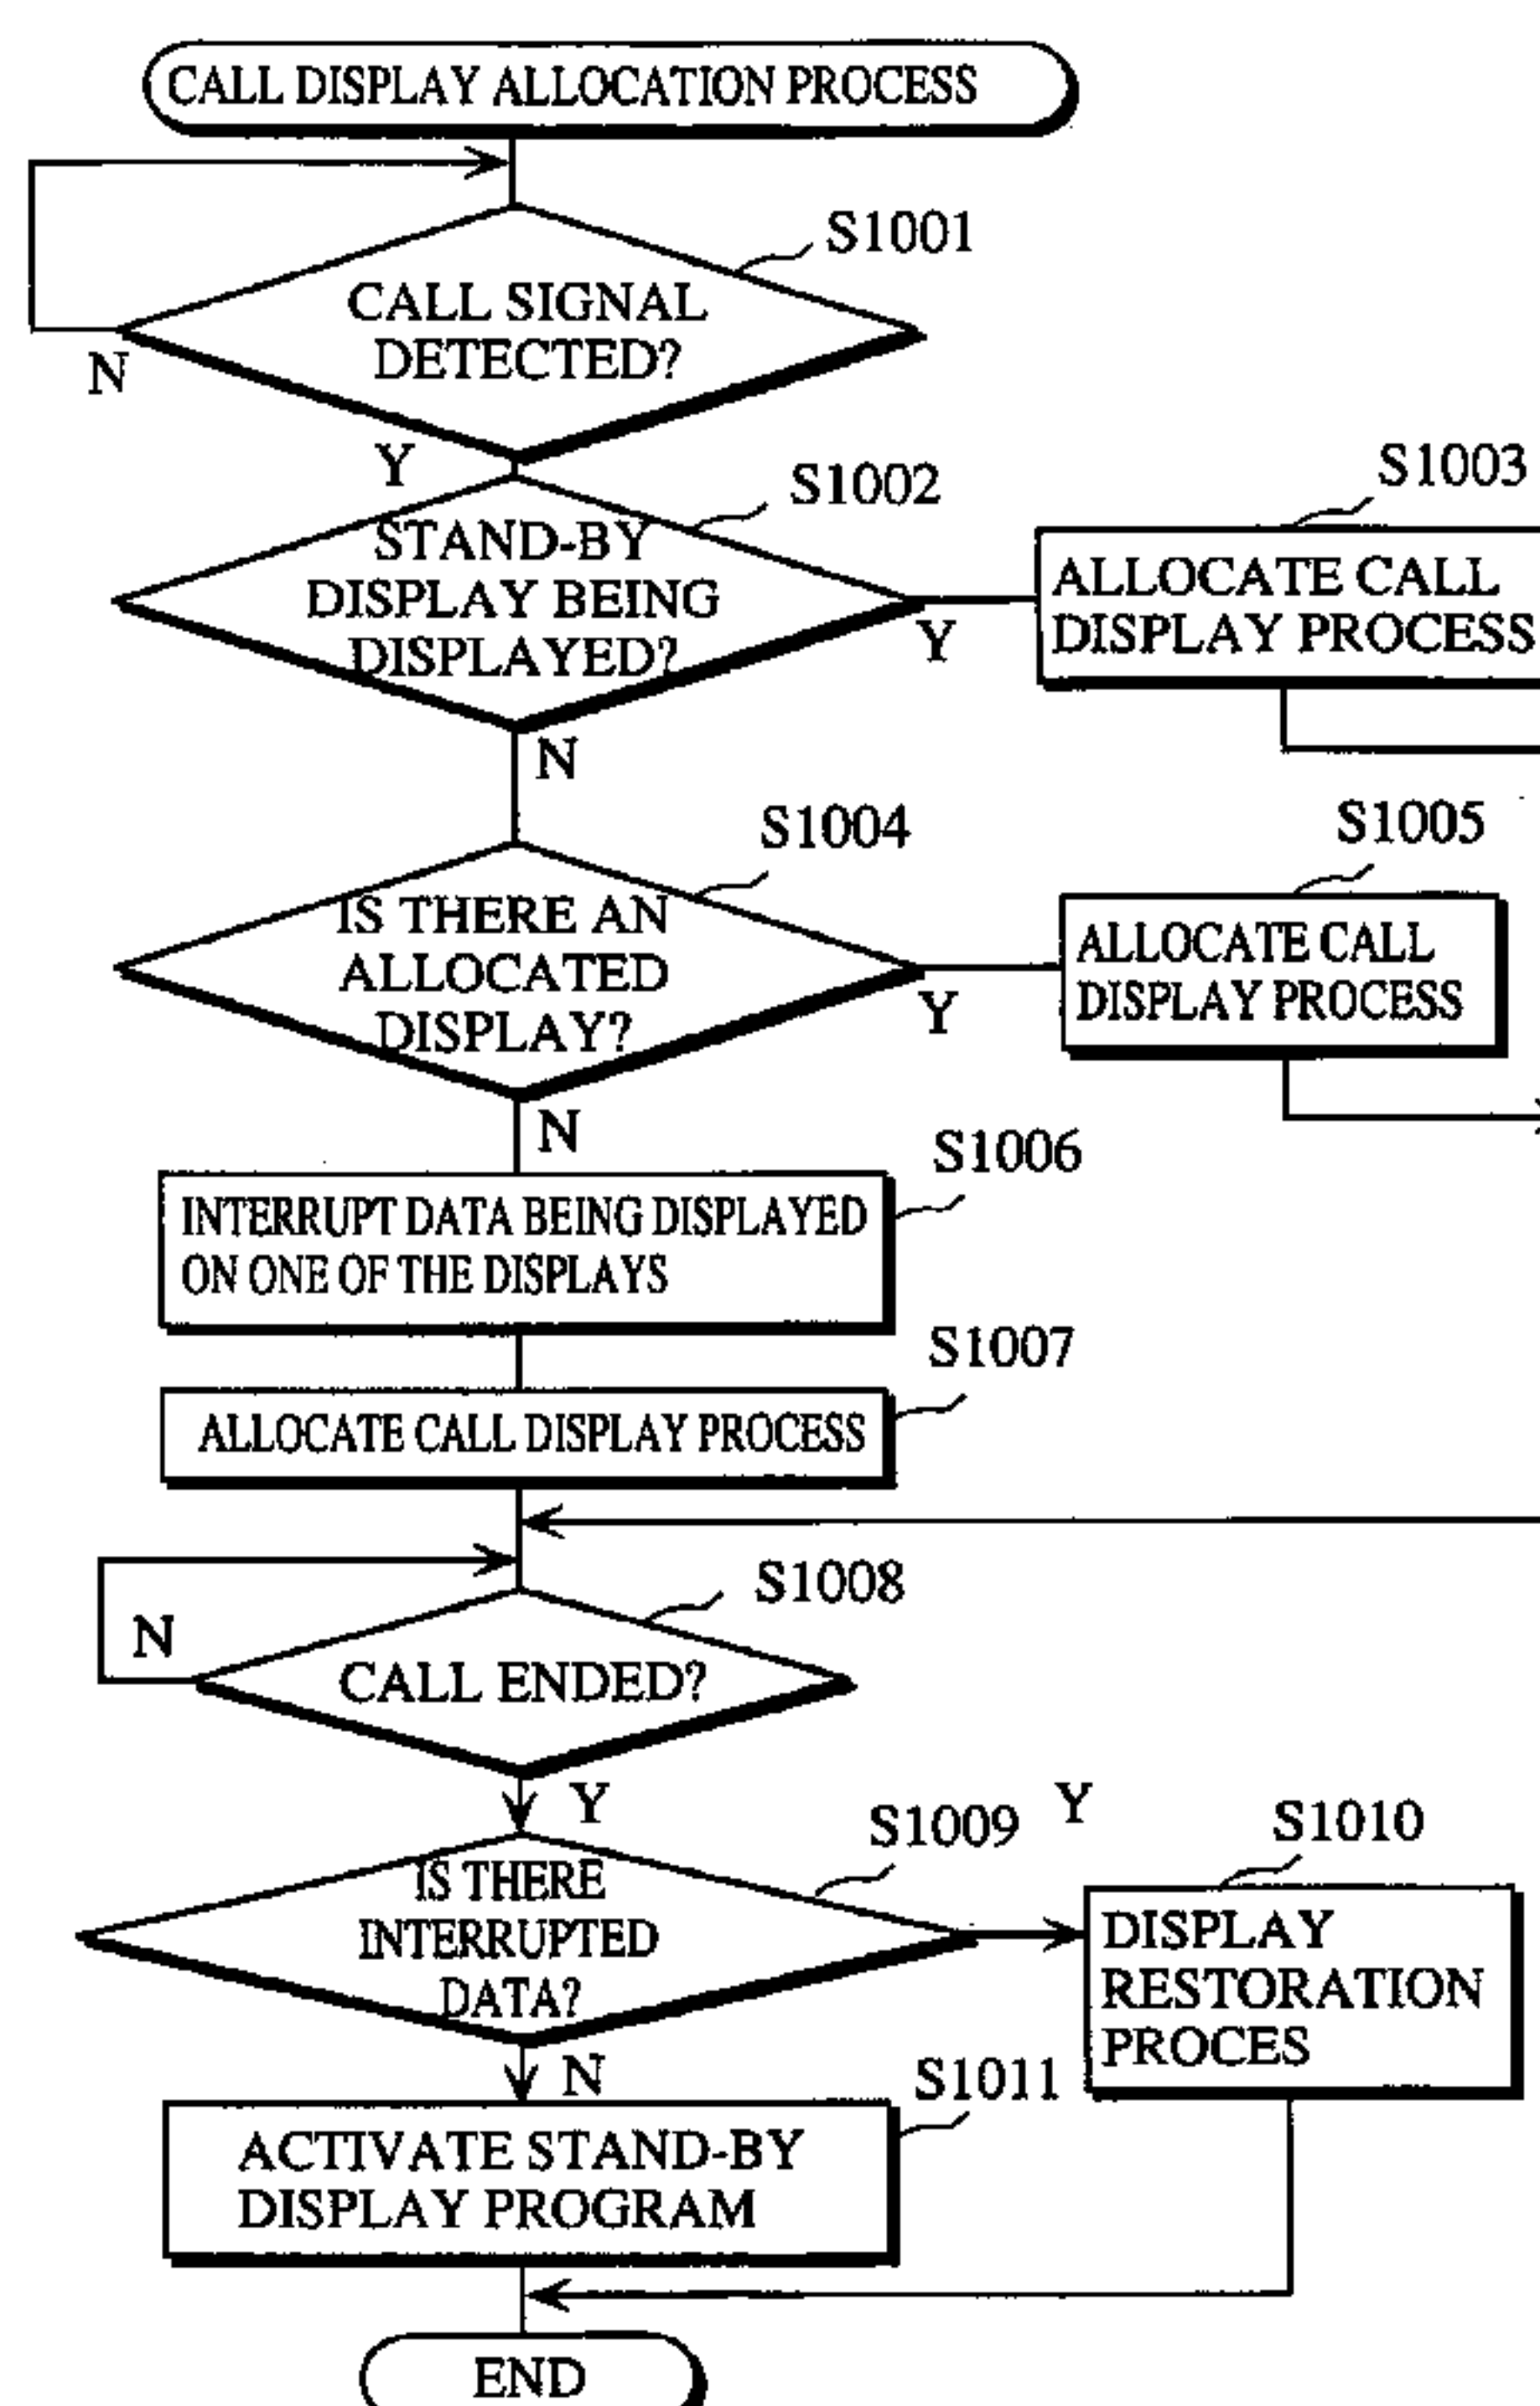 CALL DISPLAY ALLOCATION PROCESS
S1001
CALL SIGNAL
DETECTED?
N
Y
S1002
STAND-BY
DISPLAY BEING
DISPLAYED?
Y
N
S1003
ALLOCATE CALL
DISPLAY PROCESS
S1004
IS THERE AN
ALLOCATED
DISPLAY?
Y
N
S1005
ALLOCATE CALL
DISPLAY PROCESS
S1006
INTERRUPT DATA BEING DISPLAYED
ON ONE OF THE DISPLAYS
S1007
ALLOCATE CALL DISPLAY PROCESS
S1008
N
CALL ENDED?
Y
S1009
Y
IS THERE
INTERRUPTED
DATA?
N
S1010
DISPLAY
RESTORATION
PROCES
S1011
ACTIVATE STAND-BY
DISPLAY PROGRAM
END